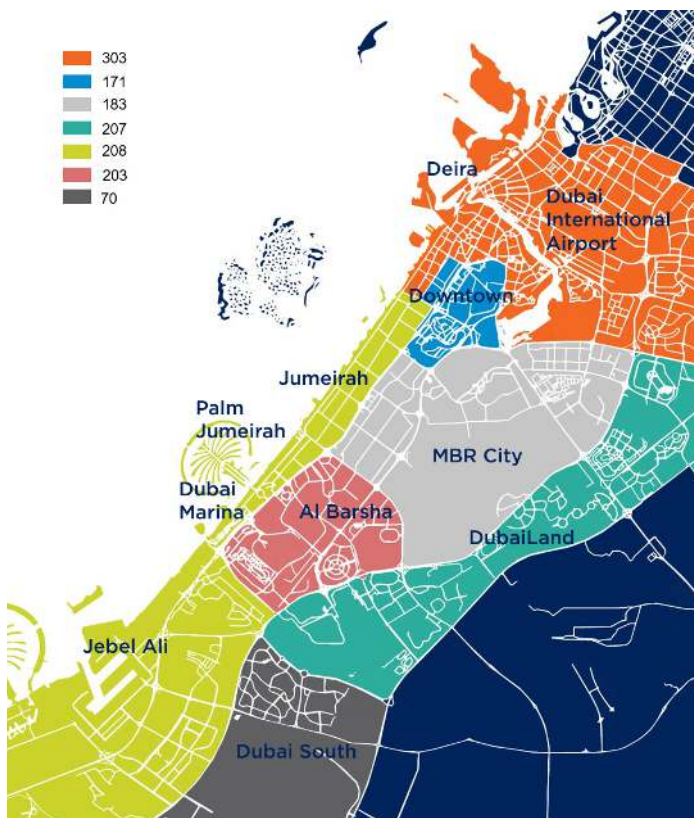 303
171
183
207
208
203
70
Deira
Dubai
International
Airport
Downtown
Jumeirah
Palm
Jumeirah
MBR City
Dubai
Marina
Al Barsha
DubaiLand
Jebel Ali
Dubai South